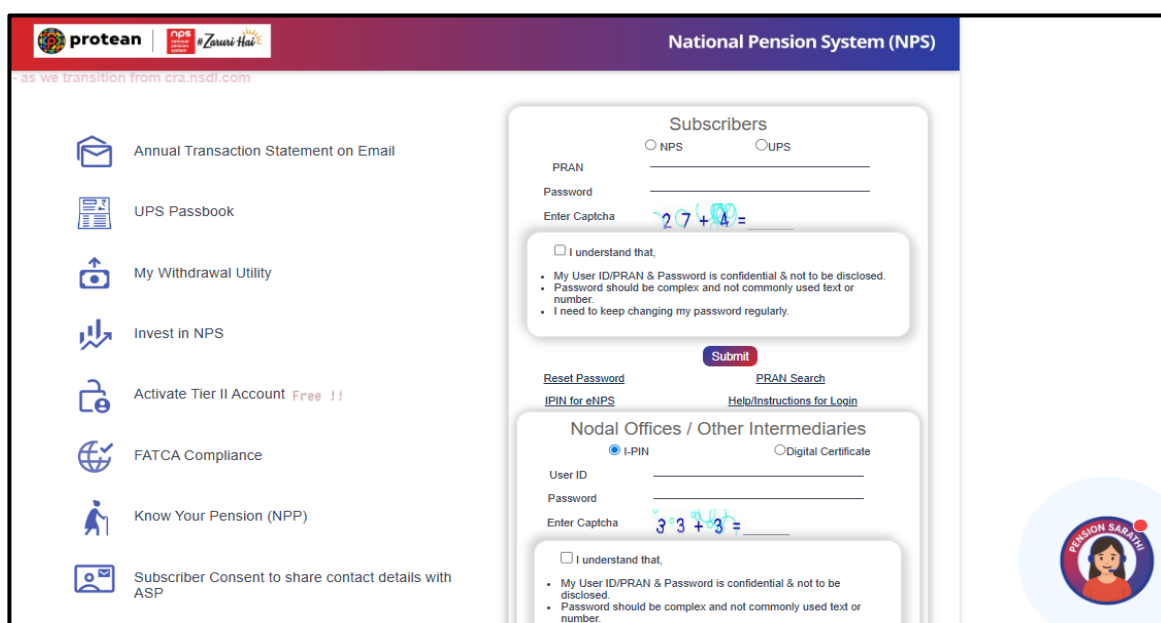 protean
nps
national
pension
system
#Zaruri Hai
National Pension System (NPS)
- as we transition from cra.nsdl.com
Annual Transaction Statement on Email
UPS Passbook
My Withdrawal Utility
Invest in NPS
Activate Tier II Account Free !!
FATCA Compliance
Know Your Pension (NPP)
Subscriber Consent to share contact details with
ASP
Subscribers
NPS UPS
PRAN
Password
Enter Captcha 27+4=
I understand that,
• My User ID/PRAN & Password is confidential & not to be disclosed.
• Password should be complex and not commonly used text or
number.
• I need to keep changing my password regularly.
Submit
Reset Password PRAN Search
IPIN for eNPS Help/Instructions for Login
Nodal Offices / Other Intermediaries
I-PIN Digital Certificate
User ID
Password
Enter Captcha 33+3=
I understand that,
• My User ID/PRAN & Password is confidential & not to be
disclosed.
• Password should be complex and not commonly used text or
number.
PENSION SARATHI